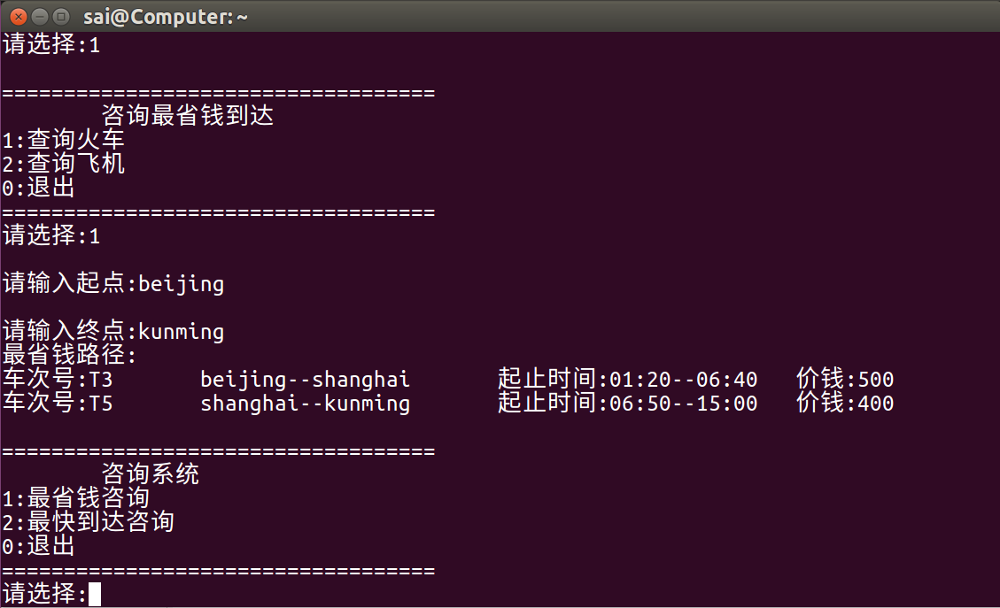 sai@Computer: ~
请选择:1
===================================
咨询最省钱到达
1:查询火车
2:查询飞机
0:退出
===================================
请选择:1
请输入起点:beijing
请输入终点:kunming
最省钱路径:
车次号:T3 beijing--shanghai 起止时间:01:20--06:40 价钱:500
车次号:T5 shanghai--kunming 起止时间:06:50--15:00 价钱:400
===================================
咨询系统
1:最省钱咨询
2:最快到达咨询
0:退出
===================================
请选择: